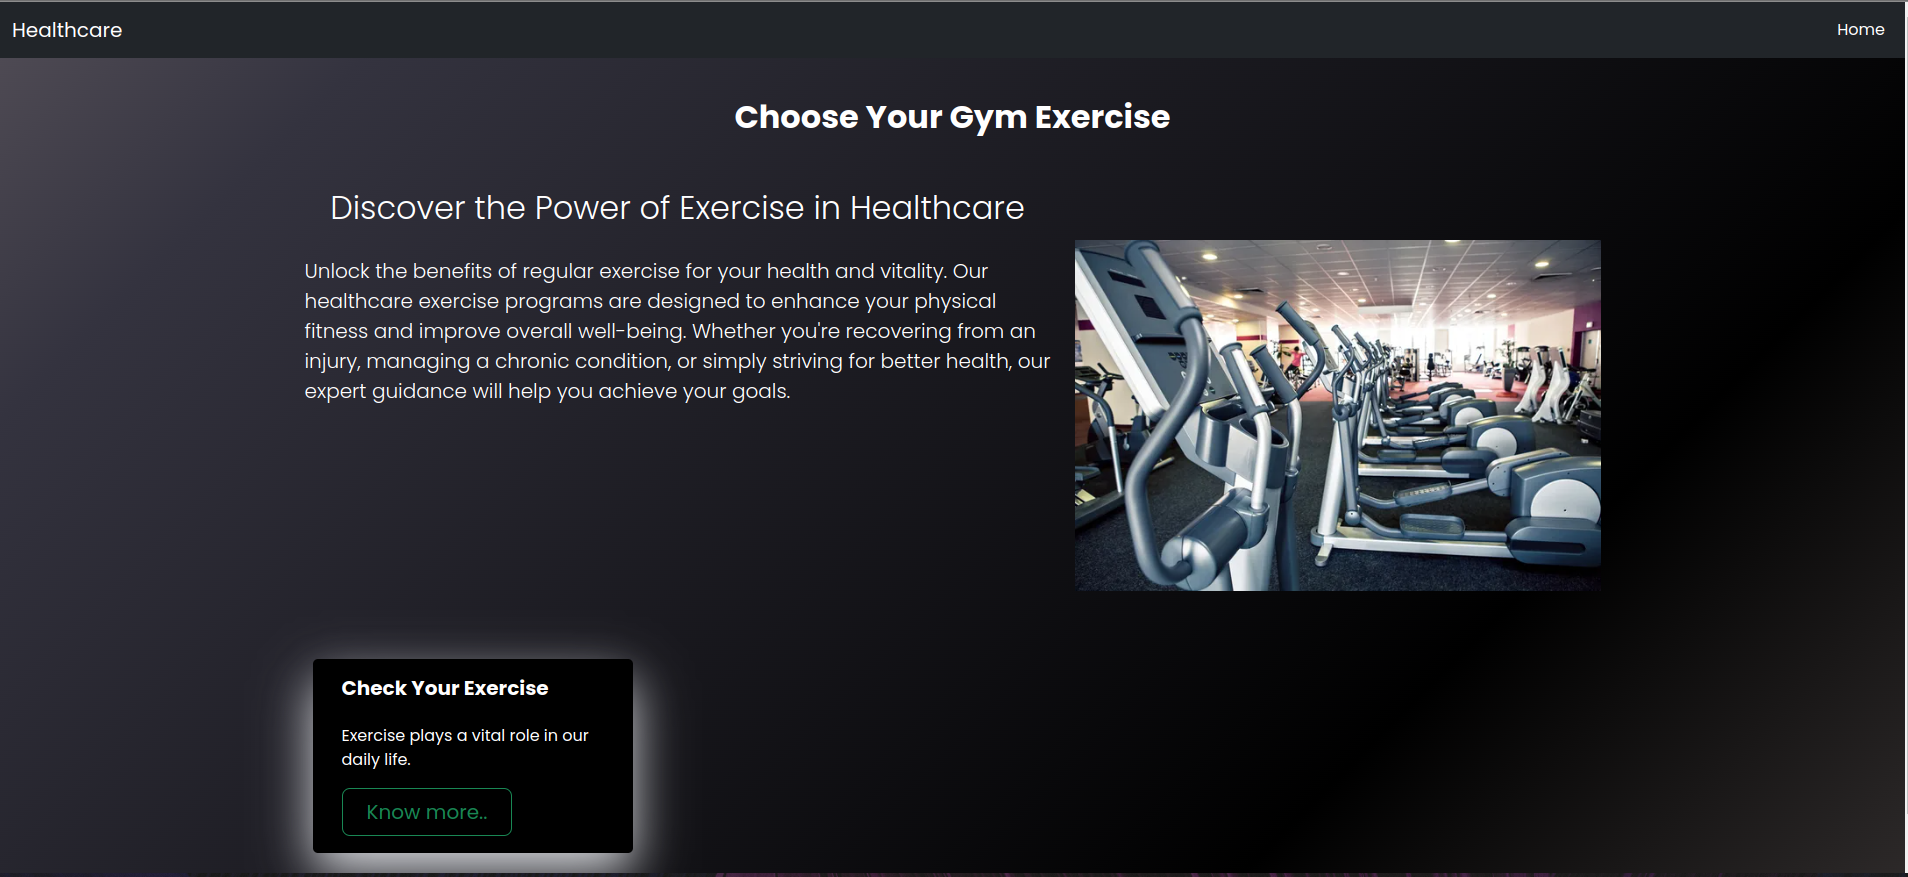 Healthcare
Home
Choose Your Gym Exercise
Discover the Power of Exercise in Healthcare
Unlock the benefits of regular exercise for your health and vitality. Our
healthcare exercise programs are designed to enhance your physical
fitness and improve overall well-being. Whether you're recovering from an
injury, managing a chronic condition, or simply striving for better health, our
expert guidance will help you achieve your goals.
Check Your Exercise
Exercise plays a vital role in our
daily life.
Know more..